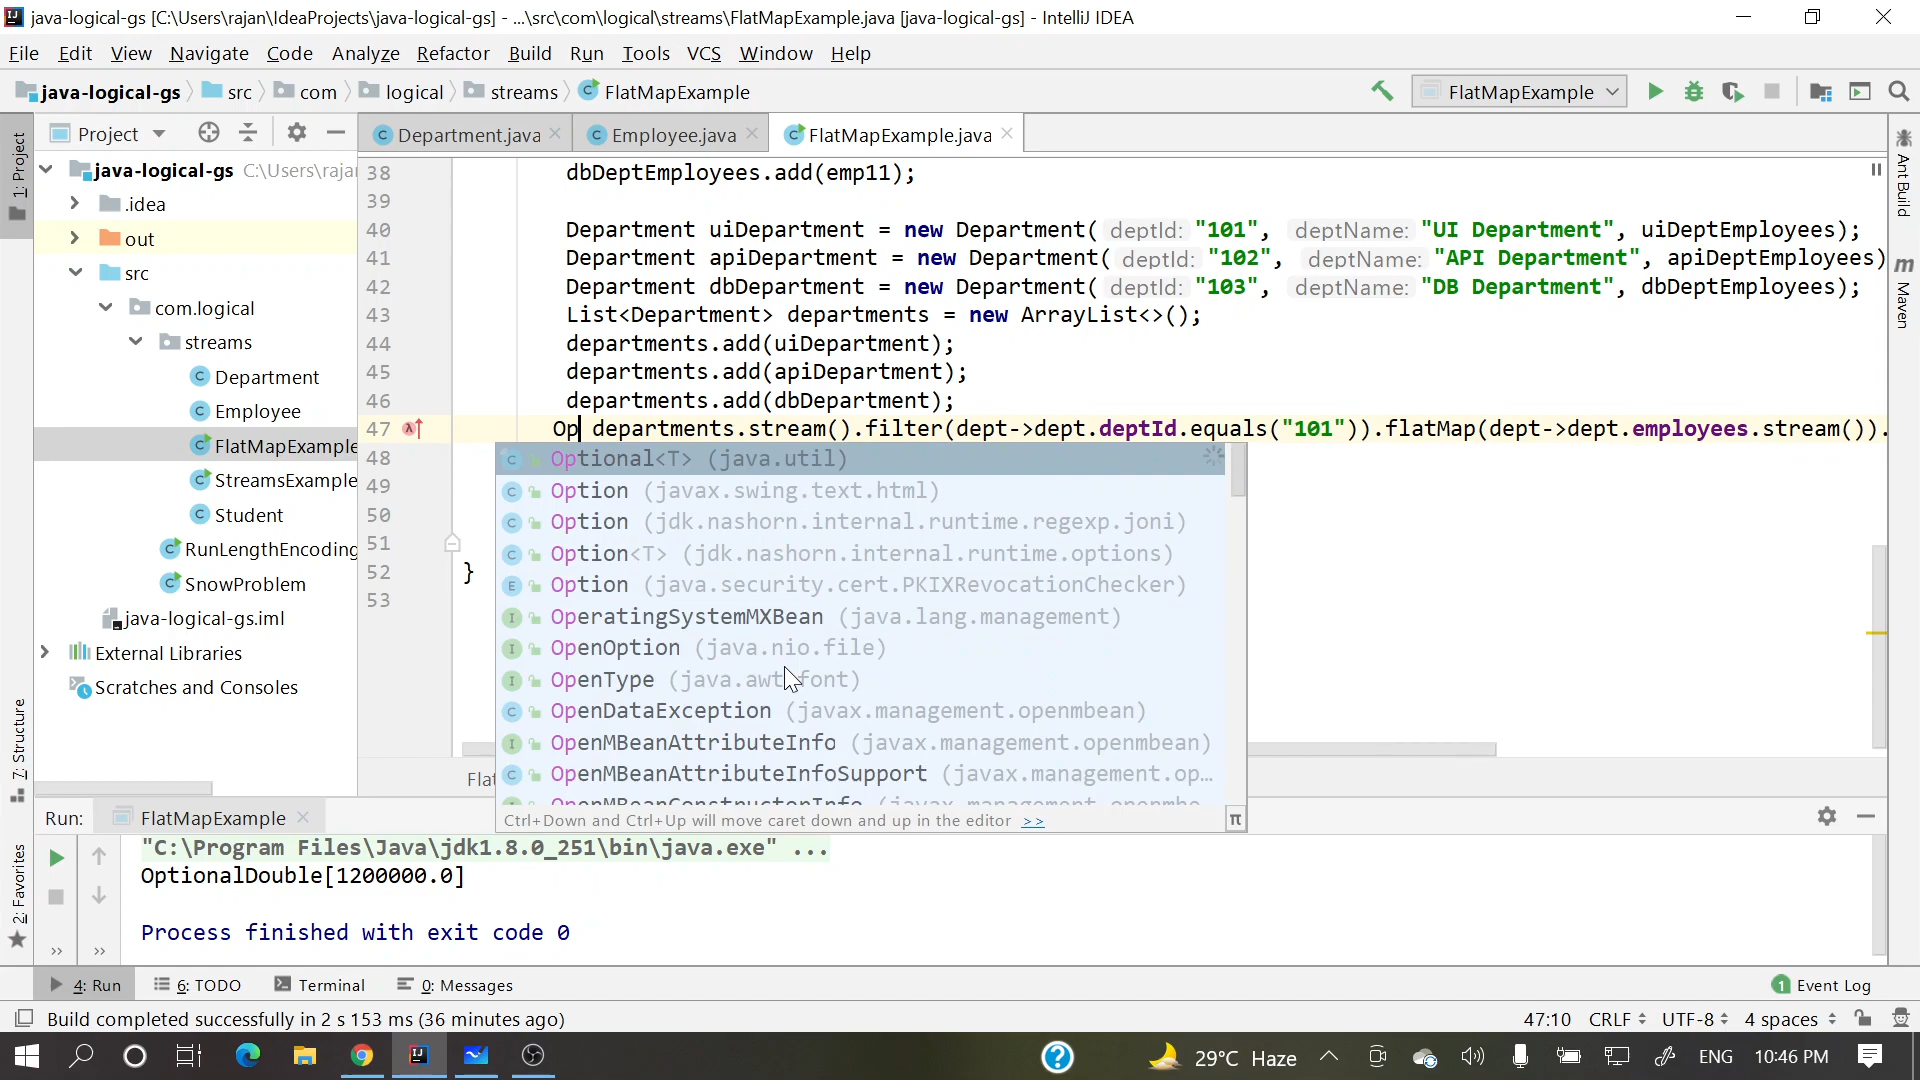 java-logical-gs [C:\Users\rajan\IdeaProjects\java-logical-gs] - ...\src\com\logical\streams\FlatMapExample.java [java-logical-gs] - IntelliJ IDEA
File Edit View Navigate Code Analyze Refactor Build Run Tools VCS Window Help
java-logical-gs src com logical streams FlatMapExample FlatMapExample
Project Department.java Employee.java FlatMapExample.java
1: Project
7: Structure
2: Favorites
Ant Build
m Maven
java-logical-gs C:\Users\raja
.idea
out
src
com.logical
streams
Department
Employee
FlatMapExample
StreamsExample
Student
RunLengthEncoding
SnowProblem
java-logical-gs.iml
External Libraries
Scratches and Consoles
38 dbDeptEmployees.add(emp11);
39
40 Department uiDepartment = new Department( deptId: "101", deptName: "UI Department", uiDeptEmployees);
41 Department apiDepartment = new Department( deptId: "102", deptName: "API Department", apiDeptEmployees)
42 Department dbDepartment = new Department( deptId: "103", deptName: "DB Department", dbDeptEmployees);
43 List<Department> departments = new ArrayList<>();
44 departments.add(uiDepartment);
45 departments.add(apiDepartment);
46 departments.add(dbDepartment);
47 Op departments.stream().filter(dept->dept.deptId.equals("101")).flatMap(dept->dept.employees.stream()).
48
49
50
51
52 }
53
Optional<T> (java.util)
Option (javax.swing.text.html)
Option (jdk.nashorn.internal.runtime.regexp.joni)
Option<T> (jdk.nashorn.internal.runtime.options)
Option (java.security.cert.PKIXRevocationChecker)
OperatingSystemMXBean (java.lang.management)
OpenOption (java.nio.file)
OpenType (java.awt.font)
OpenDataException (javax.management.openmbean)
OpenMBeanAttributeInfo (javax.management.openmbean)
OpenMBeanAttributeInfoSupport (javax.management.op...
Ctrl+Down and Ctrl+Up will move caret down and up in the editor >> π
Flat
Run: FlatMapExample
"C:\Program Files\Java\jdk1.8.0_251\bin\java.exe" ...
OptionalDouble[1200000.0]
Process finished with exit code 0
4: Run 6: TODO Terminal 0: Messages 1 Event Log
Build completed successfully in 2 s 153 ms (36 minutes ago) 47:10 CRLF UTF-8 4 spaces
29°C Haze ENG 10:46 PM